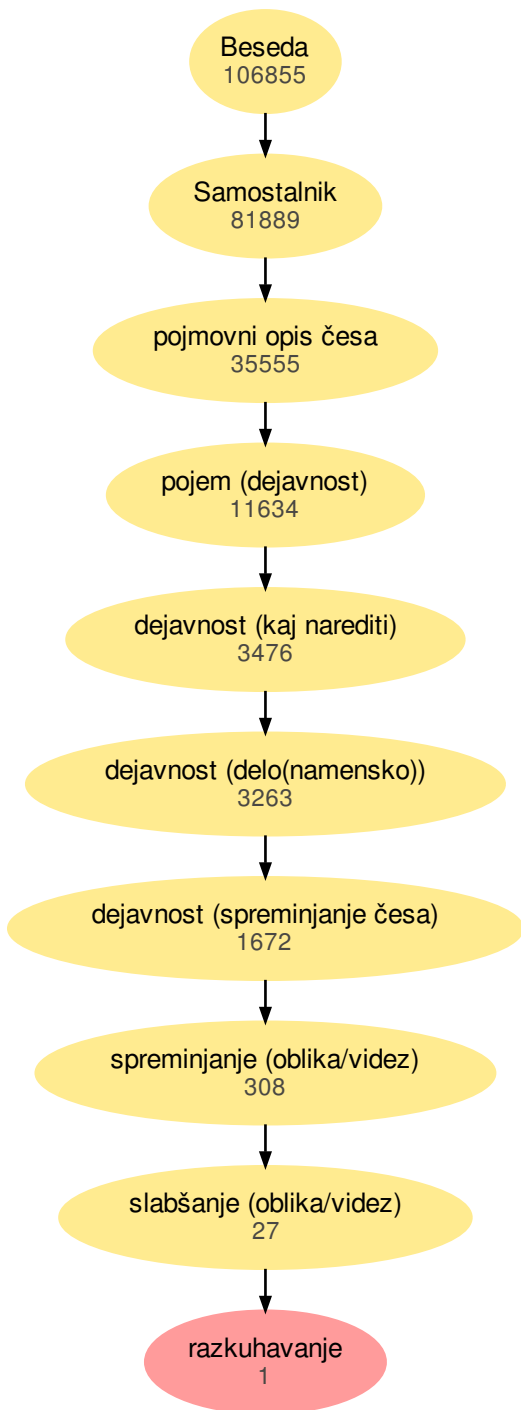 Beseda
106855
Samostalnik
81889
pojmovni opis česa
35555
pojem (dejavnost)
11634
dejavnost (kaj narediti)
3476
dejavnost (delo(namensko))
3263
dejavnost (spreminjanje česa)
1672
spreminjanje (oblika/videz)
308
slabšanje (oblika/videz)
27
razkuhavanje
1